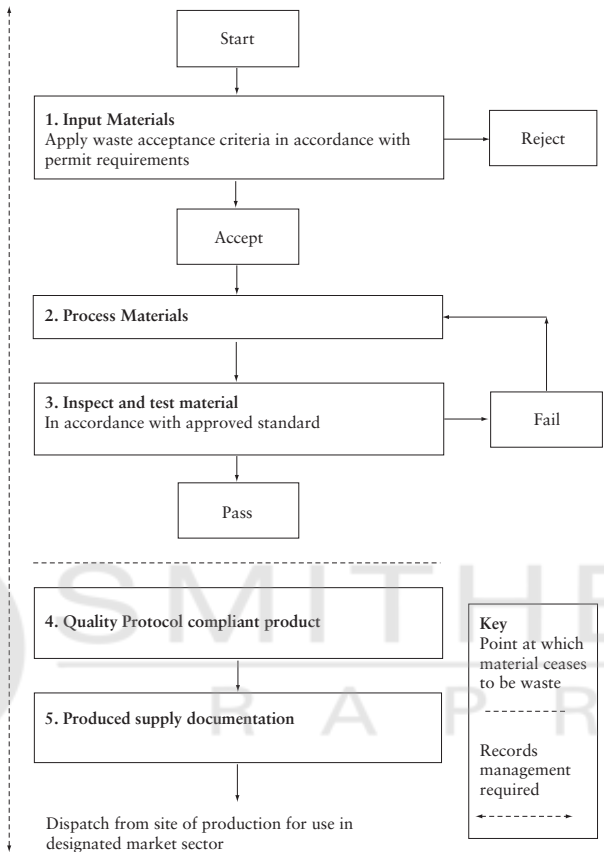 Start
1. Input Materials
Apply waste acceptance criteria in accordance with
permit requirements
Reject
Accept
2. Process Materials
3. Inspect and test material
In accordance with approved standard
Fail
Pass
SMITHE
R A P R
4. Quality Protocol compliant product
5. Produced supply documentation
Key
Point at which
material ceases
to be waste
Records
management
required
Dispatch from site of production for use in
designated market sector